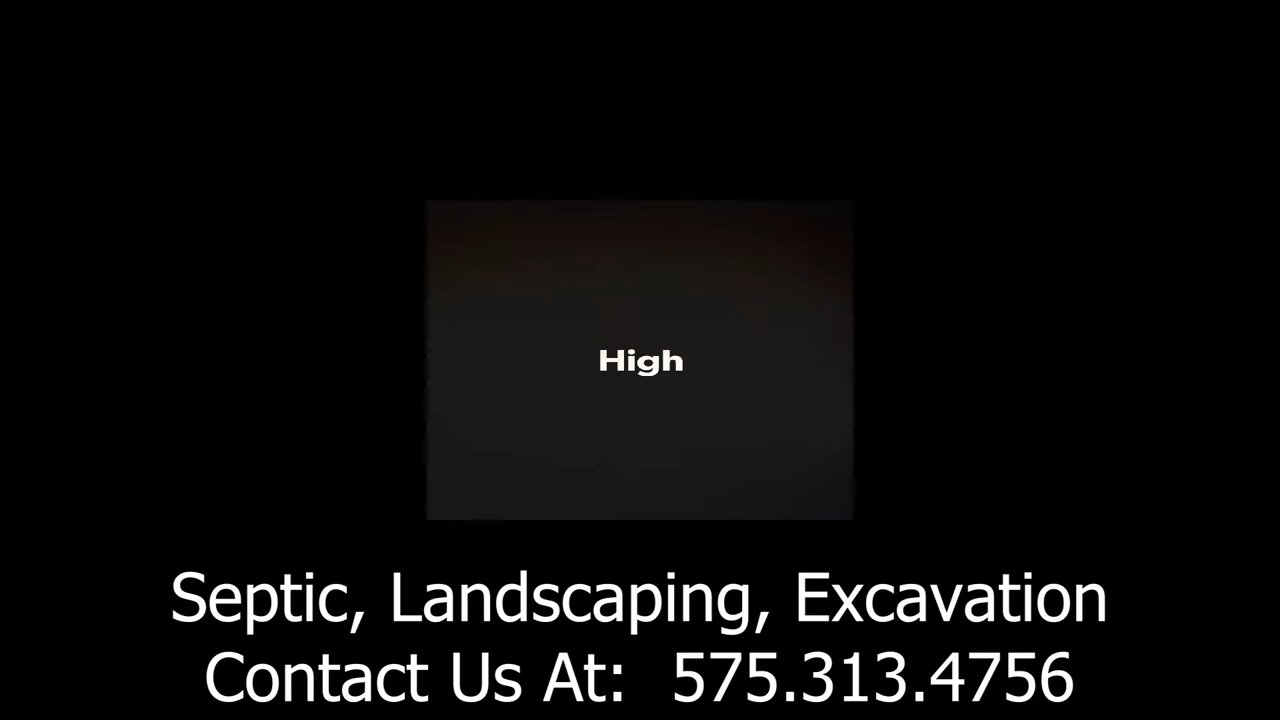 High
Septic, Landscaping, Excavation
Contact Us At: 575.313.4756